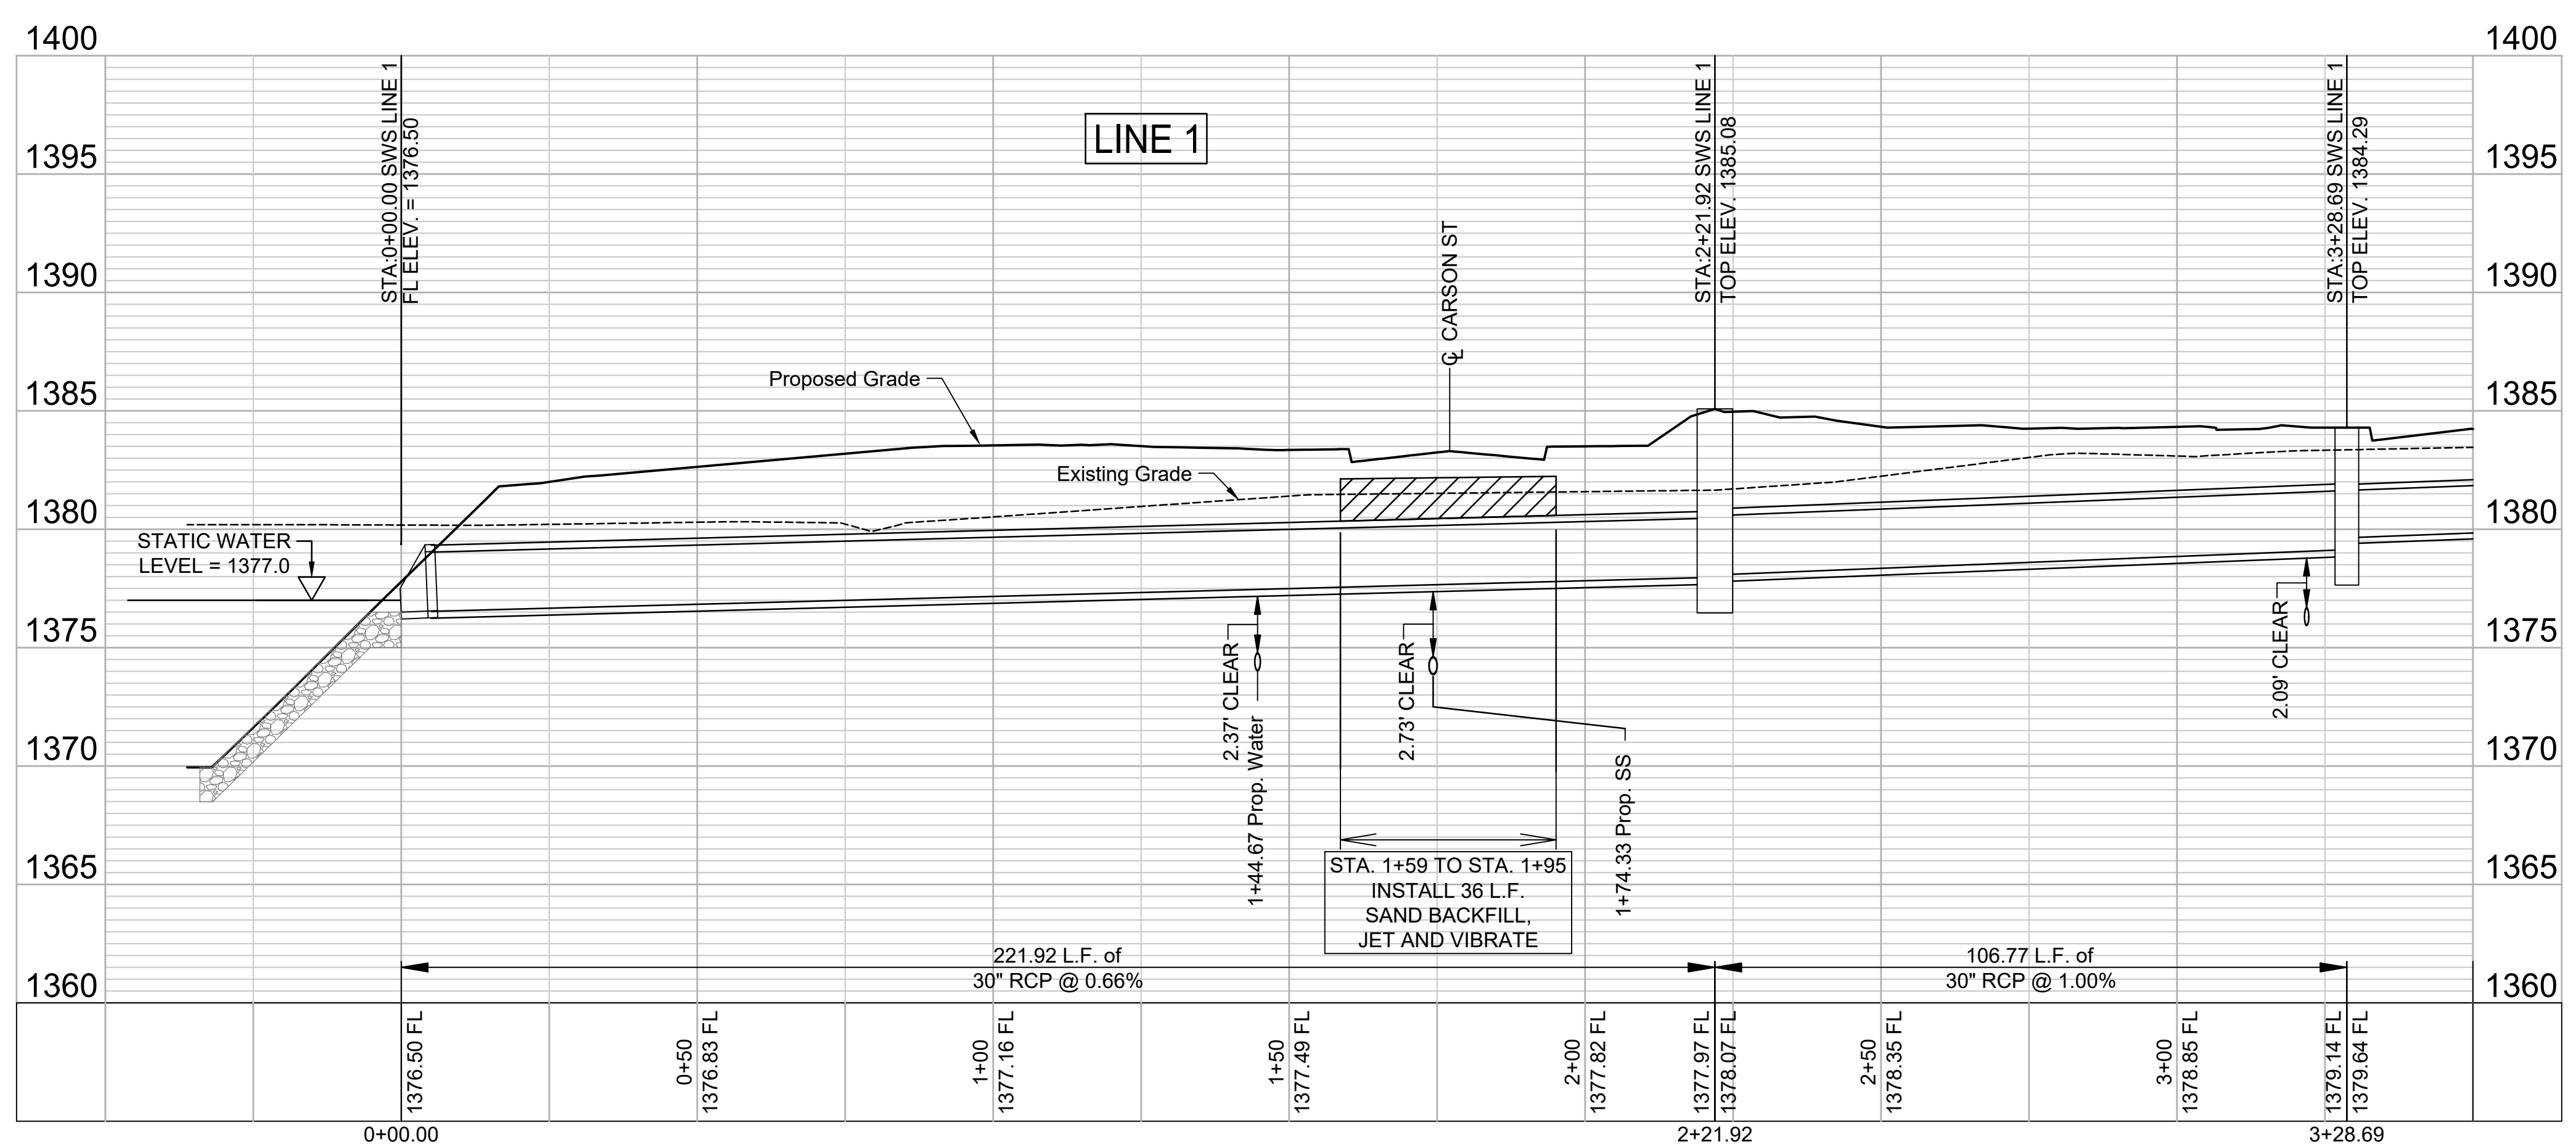 1400
1400
1395
1395
1390
1390
1385
1385
1380
1380
1375
1375
1370
1370
1365
1365
1360
1360
STA:0+00.00 SWS LINE 1
FL ELEV. = 1376.50
LINE 1
STA:2+21.92 SWS LINE 1
TOP ELEV. 1385.08
STA:3+28.69 SWS LINE 1
TOP ELEV. 1384.29
℄ CARSON ST
Proposed Grade
Existing Grade
STATIC WATER
LEVEL = 1377.0
2.37' CLEAR
1+44.67 Prop. Water
2.73' CLEAR
1+74.33 Prop. SS
2.09' CLEAR
STA. 1+59 TO STA. 1+95
INSTALL 36 L.F.
SAND BACKFILL,
JET AND VIBRATE
221.92 L.F. of
30" RCP @ 0.66%
106.77 L.F. of
30" RCP @ 1.00%
1376.50 FL
0+50
1376.83 FL
1+00
1377.16 FL
1+50
1377.49 FL
2+00
1377.82 FL
1377.97 FL
1378.07 FL
2+50
1378.35 FL
3+00
1378.85 FL
1379.14 FL
1379.64 FL
0+00.00
2+21.92
3+28.69